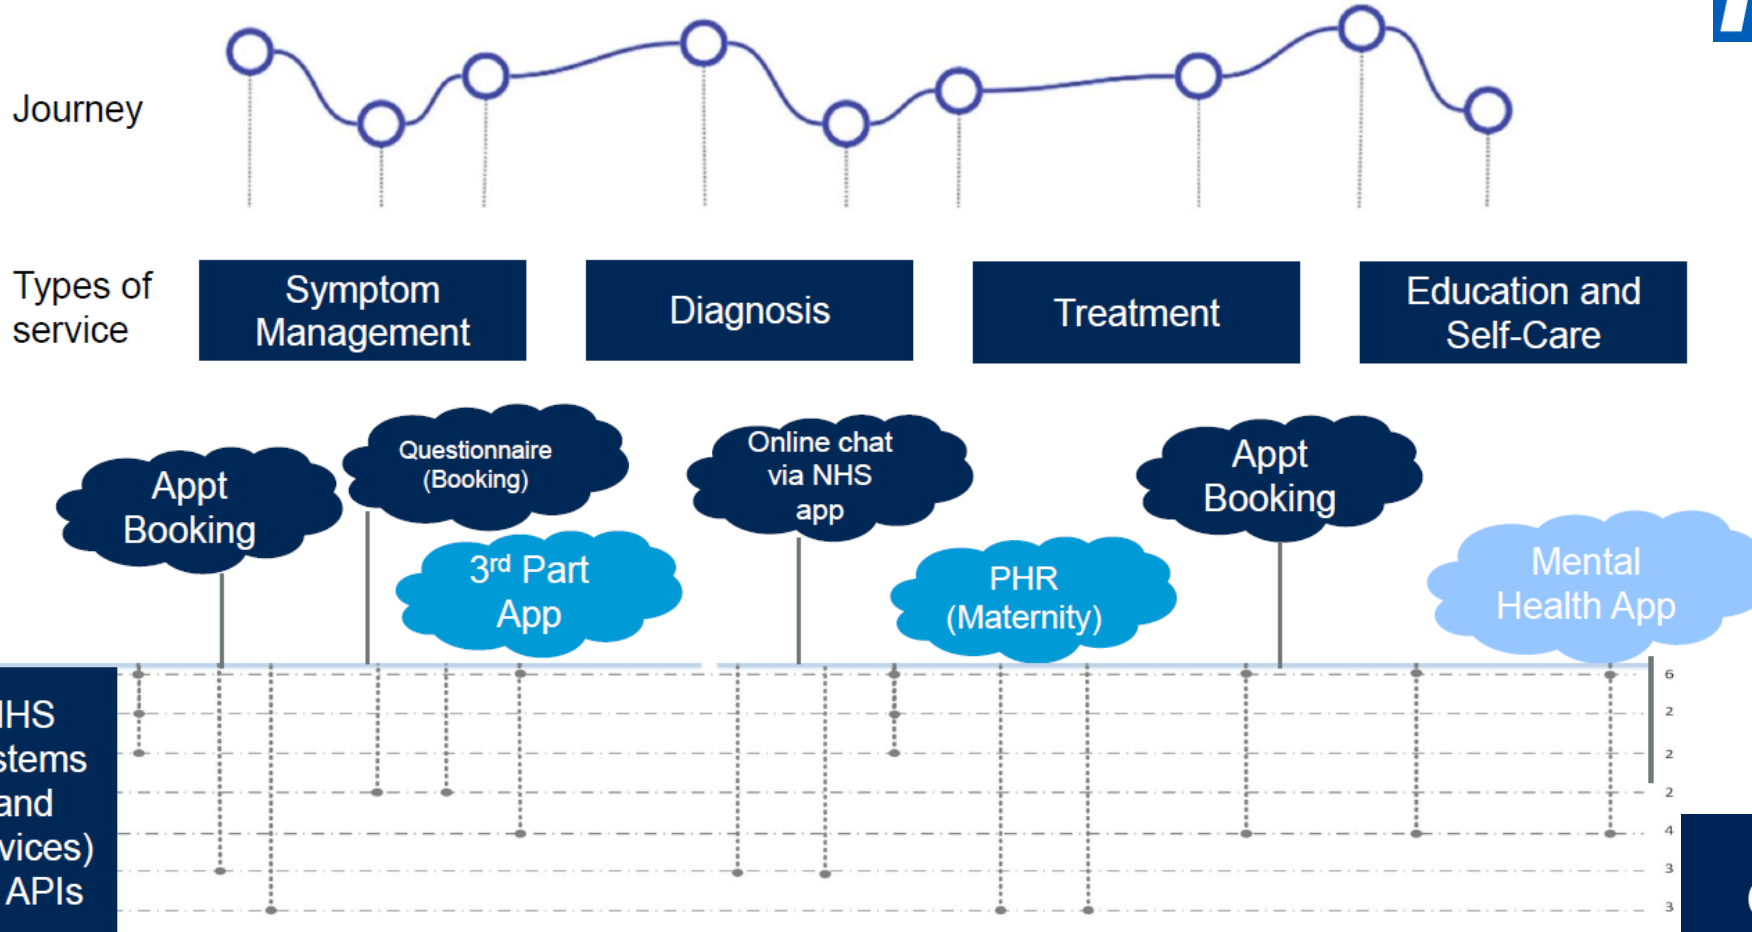 Journey
Types of
service
Symptom
Management
Diagnosis
Treatment
Education and
Self-Care
Appt
Booking
Questionnaire
(Booking)
3rd Part
App
Online chat
via NHS
app
PHR
(Maternity)
Appt
Booking
Mental
Health App
HS
stems
and
vices)
APIs
6
2
2
2
4
3
3